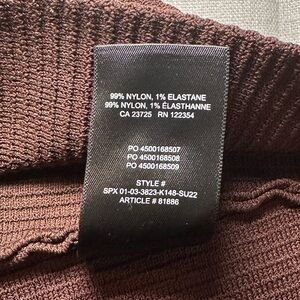 99% NYLON, 1% ELASTANE
99% NYLON, 1% ÉLASTHANNE
CA 23725 RN 122354
PO 4500168507
PO 4500168508
PO 4500168509
STYLE #
SPX 01-03-3823-K148-SU22
ARTICLE # 81886